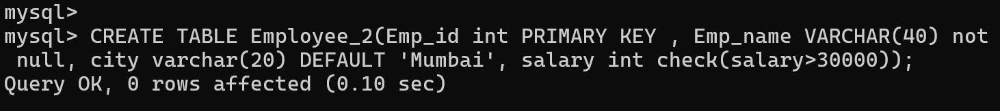 mysql>
mysql> CREATE TABLE Employee_2(Emp_id int PRIMARY KEY , Emp_name VARCHAR(40) not
 null, city varchar(20) DEFAULT 'Mumbai', salary int check(salary>30000));
Query OK, 0 rows affected (0.10 sec)